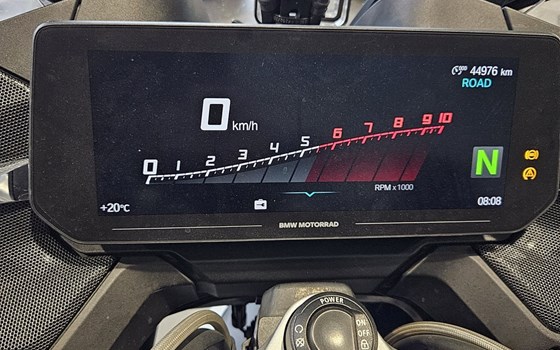 44976 km
ROAD
0 km/h
0 1 2 3 4 5 6 7 8 9 10
N
RPM x 1000
+20°C
08:08
BMW MOTORRAD
POWER
ON
OFF